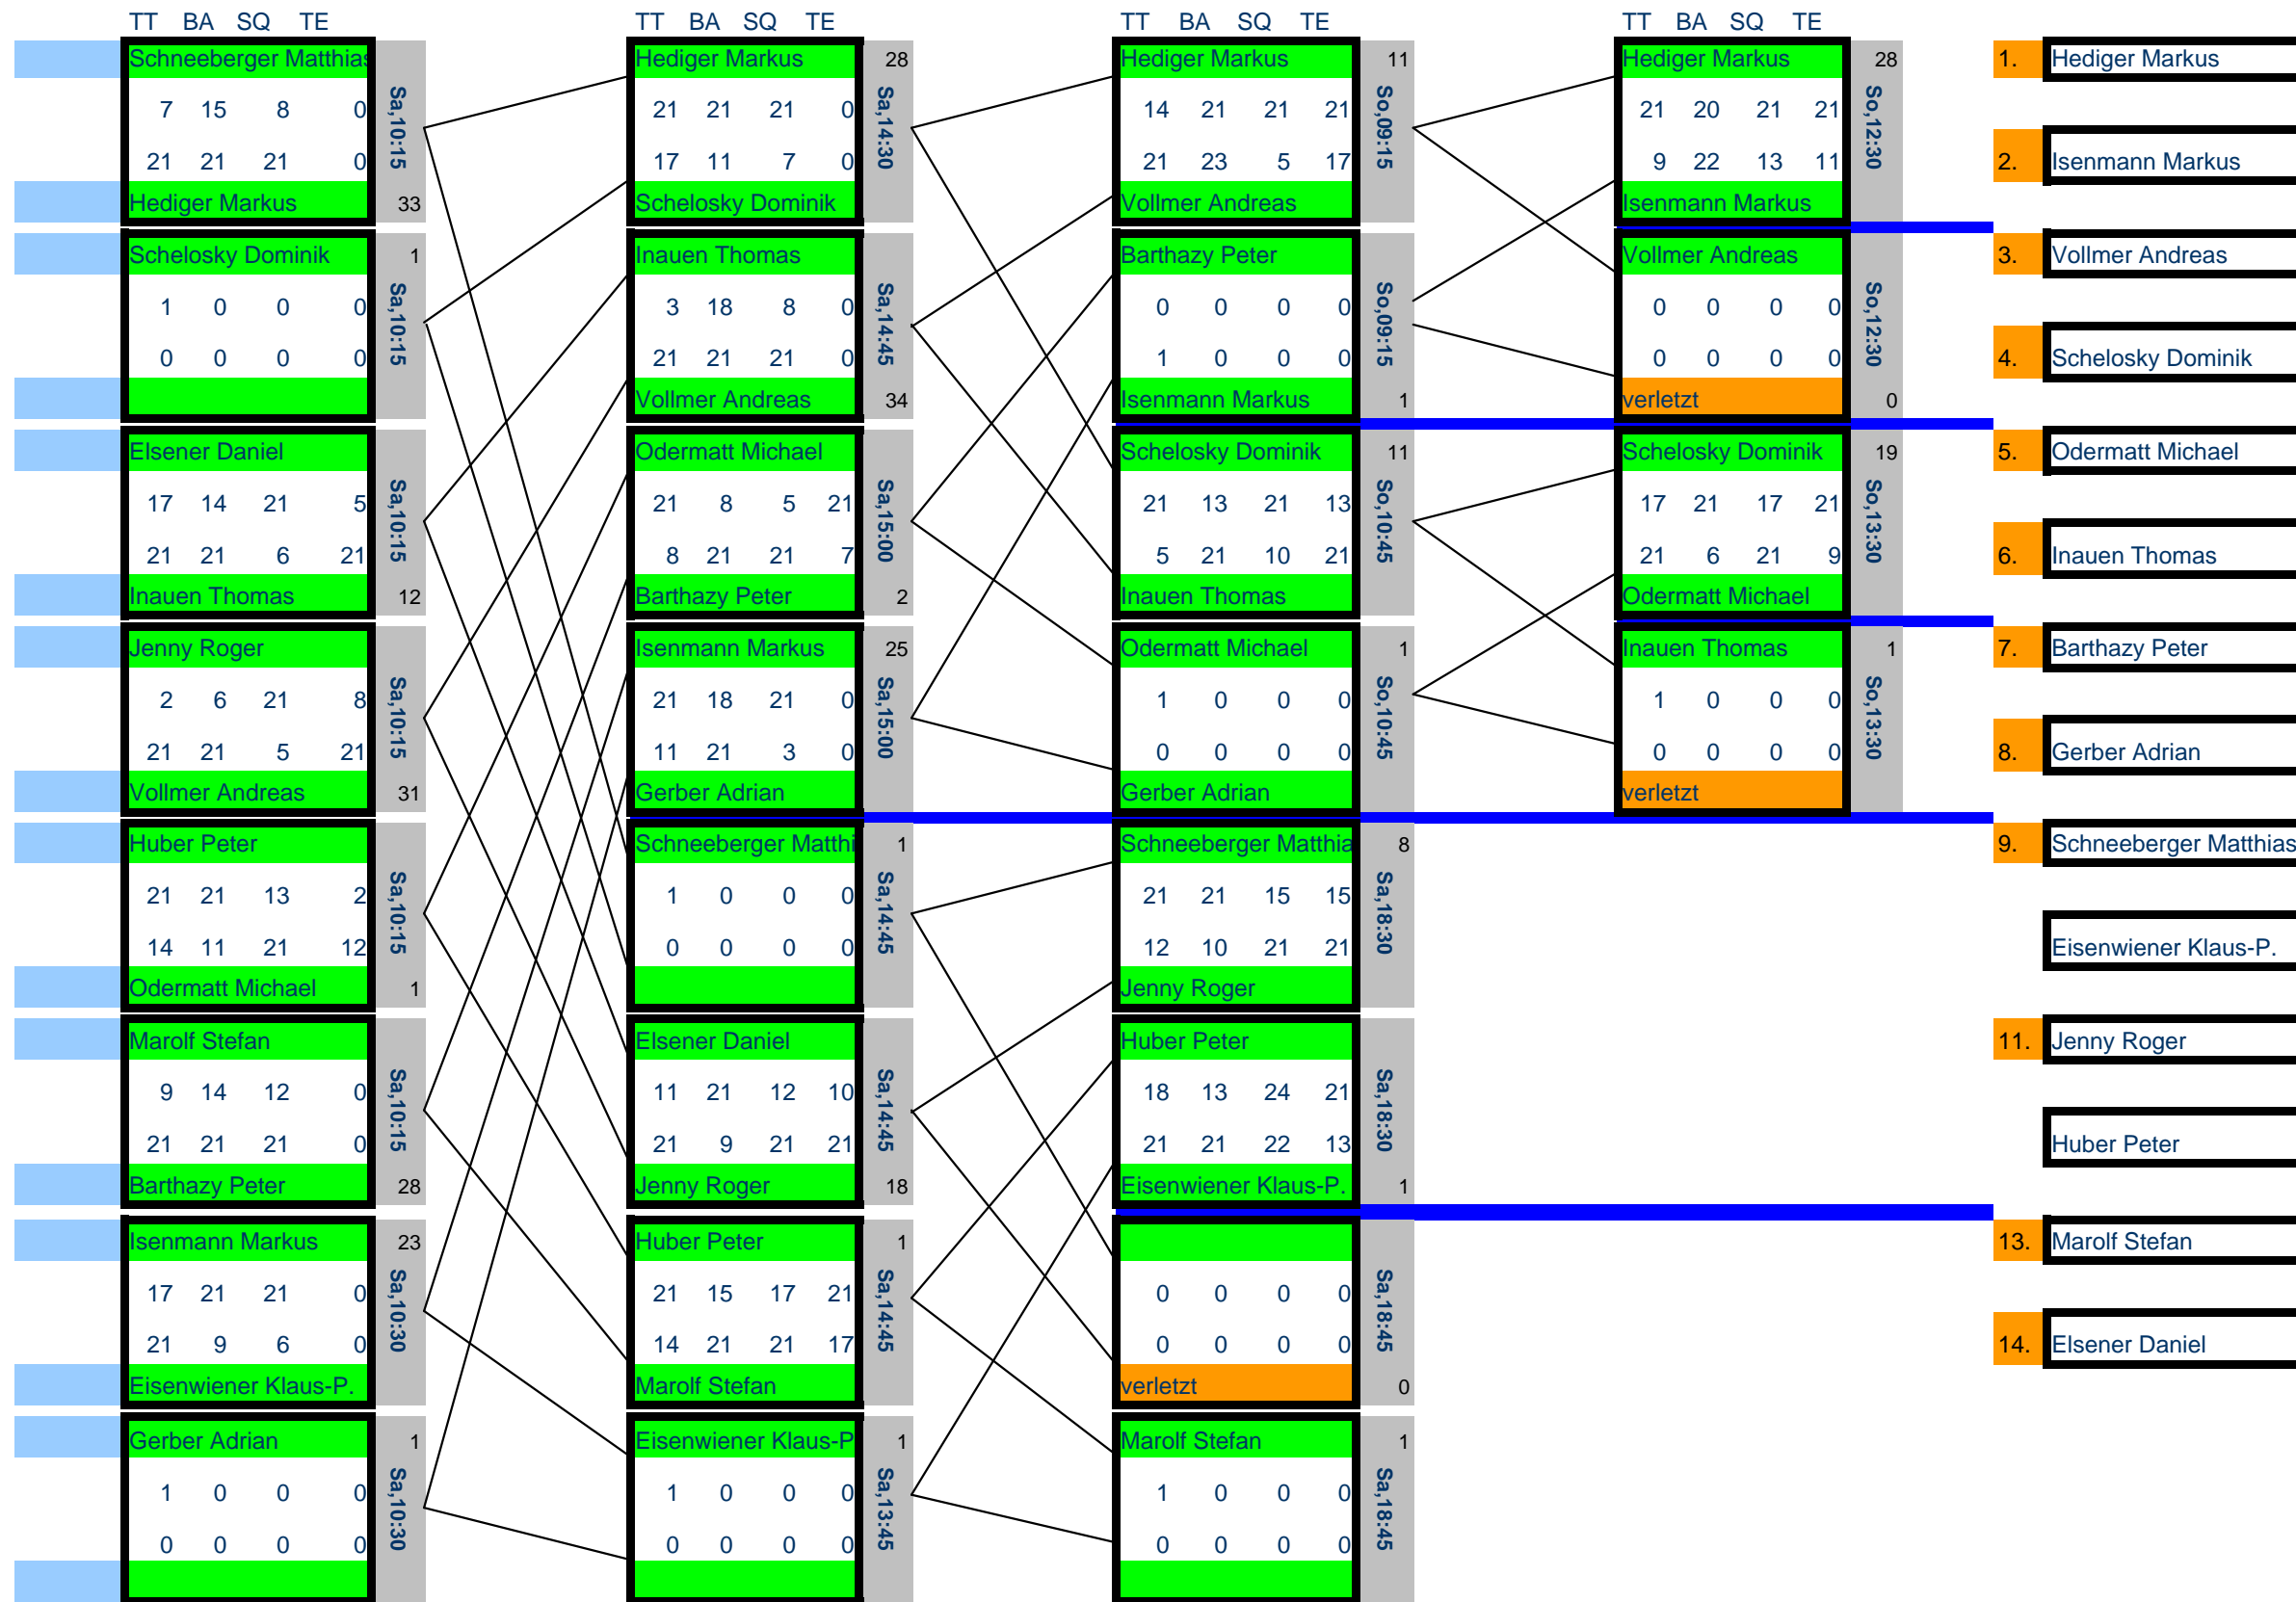 TT BA SQ TE TT BA SQ TE TT BA SQ TE TT BA SQ TE
Schneeberger Matthias Hediger Markus 28 Hediger Markus 11 Hediger Markus 28 1. Hediger Markus
7 15 8 0 21 21 21 0 14 21 21 21 21 20 21 21
Sa,10:15 Sa,14:30 So,09:15 So,12:30
21 21 21 0 17 11 7 0 21 23 5 17 9 22 13 11 2. Isenmann Markus
Hediger Markus 33 Schelosky Dominik Vollmer Andreas Isenmann Markus
Schelosky Dominik 1 Inauen Thomas Barthazy Peter Vollmer Andreas 3. Vollmer Andreas
1 0 0 0 3 18 8 0 0 0 0 0 0 0 0 0
Sa,10:15 Sa,14:45 So,09:15 So,12:30
0 0 0 0 21 21 21 0 1 0 0 0 0 0 0 0 4. Schelosky Dominik
Vollmer Andreas 34 Isenmann Markus 1 verletzt 0
Elsener Daniel Odermatt Michael Schelosky Dominik 11 Schelosky Dominik 19 5. Odermatt Michael
17 14 21 5 21 8 5 21 21 13 21 13 17 21 17 21
Sa,10:15 Sa,15:00 So,10:45 So,13:30
21 21 6 21 8 21 21 7 5 21 10 21 21 6 21 9 6. Inauen Thomas
Inauen Thomas 12 Barthazy Peter 2 Inauen Thomas Odermatt Michael
Jenny Roger Isenmann Markus 25 Odermatt Michael 1 Inauen Thomas 1 7. Barthazy Peter
2 6 21 8 21 18 21 0 1 0 0 0 1 0 0 0
Sa,10:15 Sa,15:00 So,10:45 So,13:30
21 21 5 21 11 21 3 0 0 0 0 0 0 0 0 0 8. Gerber Adrian
Vollmer Andreas 31 Gerber Adrian Gerber Adrian verletzt
Huber Peter Schneeberger Matthi 1 Schneeberger Matthia 8 9. Schneeberger Matthias
21 21 13 2 1 0 0 0 21 21 15 15
Sa,10:15 Sa,14:45 Sa,18:30
14 11 21 12 0 0 0 0 12 10 21 21 Eisenwiener Klaus-P.
Odermatt Michael 1 Jenny Roger
Marolf Stefan Elsener Daniel Huber Peter 11. Jenny Roger
9 14 12 0 11 21 12 10 18 13 24 21
Sa,10:15 Sa,14:45 Sa,18:30
21 21 21 0 21 9 21 21 21 21 22 13 Huber Peter
Barthazy Peter 28 Jenny Roger 18 Eisenwiener Klaus-P. 1
Isenmann Markus 23 Huber Peter 1 13. Marolf Stefan
17 21 21 0 21 15 17 21 0 0 0 0
Sa,10:30 Sa,14:45 Sa,18:45
21 9 6 0 14 21 21 17 0 0 0 0 14. Elsener Daniel
Eisenwiener Klaus-P. Marolf Stefan verletzt 0
Gerber Adrian 1 Eisenwiener Klaus-P 1 Marolf Stefan 1
1 0 0 0 1 0 0 0 1 0 0 0
Sa,10:30 Sa,13:45 Sa,18:45
0 0 0 0 0 0 0 0 0 0 0 0